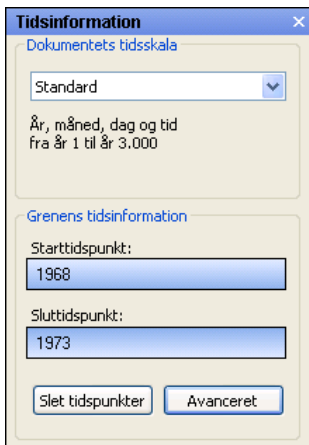 Tidsinformation
Dokumentets tidsskala
Standard
År, måned, dag og tid
fra år 1 til år 3.000
Grenens tidsinformation
Starttidspunkt:
1968
Sluttidspunkt:
1973
Slet tidspunkter Avanceret